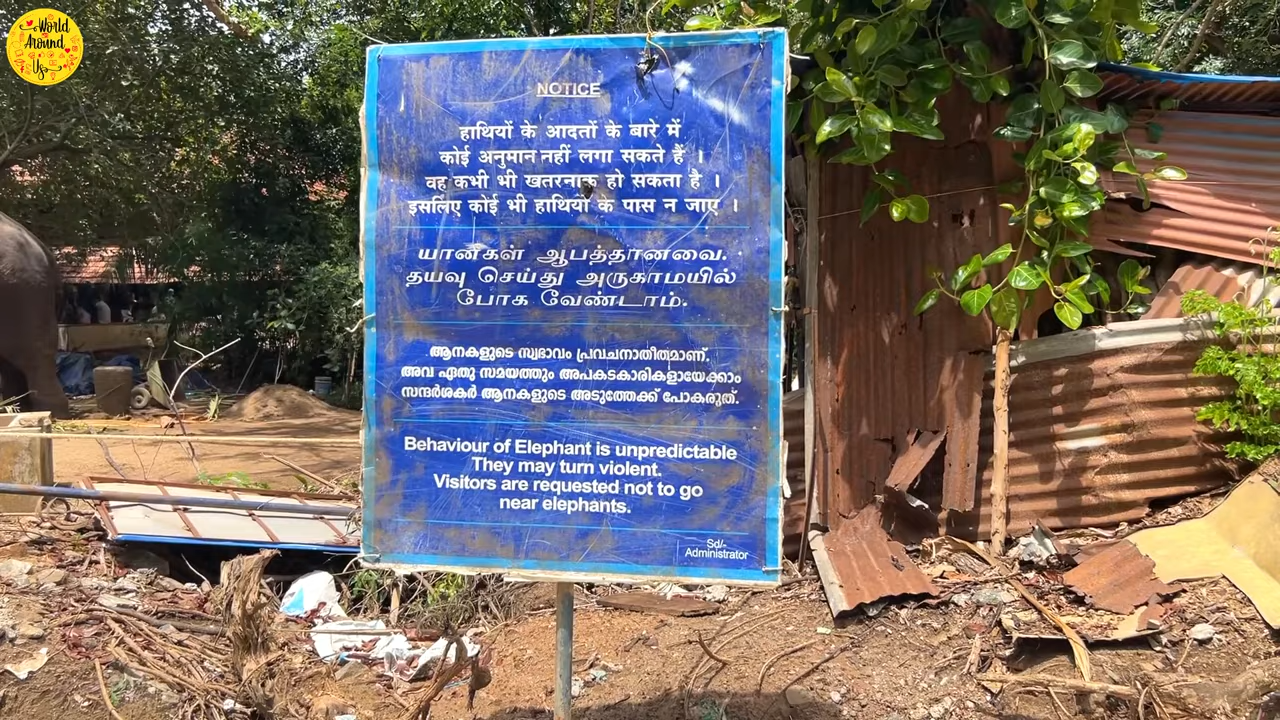 World
Around
Us
NOTICE
हाथियों के आदतों के बारे में
कोई अनुमान नहीं लगा सकते हैं ।
वह कभी भी खतरनाक हो सकता है ।
इसलिए कोई भी हाथियों के पास न जाए ।
யானைகள் ஆபத்தானவை.
தயவு செய்து அருகாமயில்
போக வேண்டாம்.
ആനകളുടെ സ്വഭാവം പ്രവചനാതീതമാണ്.
അവ ഏതു സമയത്തും അപകടകാരികളായേക്കാം
സന്ദർശകർ ആനകളുടെ അടുത്തേക്ക് പോകരുത്.
Behaviour of Elephant is unpredictable
They may turn violent.
Visitors are requested not to go
near elephants.
Sd/-
Administrator